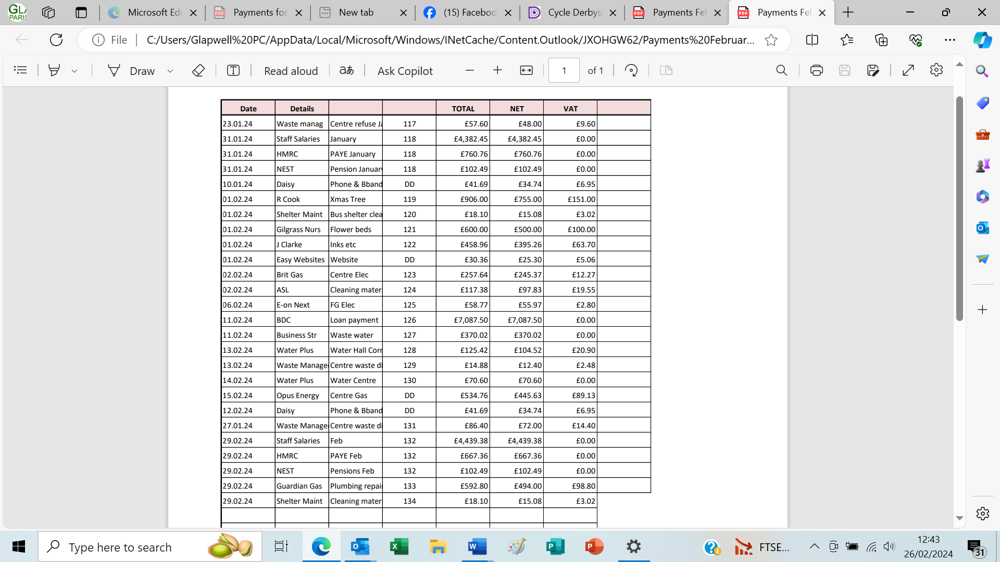 GLA
PARI
Microsoft Ed
Payments for
New tab
(15) Faceboo
Cycle Derbys
Payments Fe
Payments Fe
File
C:/Users/Glapwell%20PC/AppData/Local/Microsoft/Windows/INetCache/Content.Outlook/JXOHGW62/Payments%20Februar...
Draw
Read aloud
Ask Copilot
1
of 1
Date Details TOTAL NET VAT
23.01.24 Waste manag Centre refuse Ja 117 £57.60 £48.00 £9.60
31.01.24 Staff Salaries January 118 £4,382.45 £4,382.45 £0.00
31.01.24 HMRC PAYE January 118 £760.76 £760.76 £0.00
31.01.24 NEST Pension January 118 £102.49 £102.49 £0.00
10.01.24 Daisy Phone & Bband DD £41.69 £34.74 £6.95
01.02.24 R Cook Xmas Tree 119 £906.00 £755.00 £151.00
01.02.24 Shelter Maint Bus shelter clea 120 £18.10 £15.08 £3.02
01.02.24 Gilgrass Nurs Flower beds 121 £600.00 £500.00 £100.00
01.02.24 J Clarke Inks etc 122 £458.96 £395.26 £63.70
01.02.24 Easy Websites Website DD £30.36 £25.30 £5.06
02.02.24 Brit Gas Centre Elec 123 £257.64 £245.37 £12.27
02.02.24 ASL Cleaning mater 124 £117.38 £97.83 £19.55
06.02.24 E-on Next FG Elec 125 £58.77 £55.97 £2.80
11.02.24 BDC Loan payment 126 £7,087.50 £7,087.50 £0.00
11.02.24 Business Str Waste water 127 £370.02 £370.02 £0.00
13.02.24 Water Plus Water Hall Corr 128 £125.42 £104.52 £20.90
13.02.24 Waste Manage Centre waste di 129 £14.88 £12.40 £2.48
14.02.24 Water Plus Water Centre 130 £70.60 £70.60 £0.00
15.02.24 Opus Energy Centre Gas DD £534.76 £445.63 £89.13
12.02.24 Daisy Phone & Bband DD £41.69 £34.74 £6.95
27.01.24 Waste Manage Centre waste di 131 £86.40 £72.00 £14.40
29.02.24 Staff Salaries Feb 132 £4,439.38 £4,439.38 £0.00
29.02.24 HMRC PAYE Feb 132 £667.36 £667.36 £0.00
29.02.24 NEST Pensions Feb 132 £102.49 £102.49 £0.00
29.02.24 Guardian Gas Plumbing repai 133 £592.80 £494.00 £98.80
29.02.24 Shelter Maint Cleaning mater 134 £18.10 £15.08 £3.02
Type here to search
FTSE...
12:43
26/02/2024
31